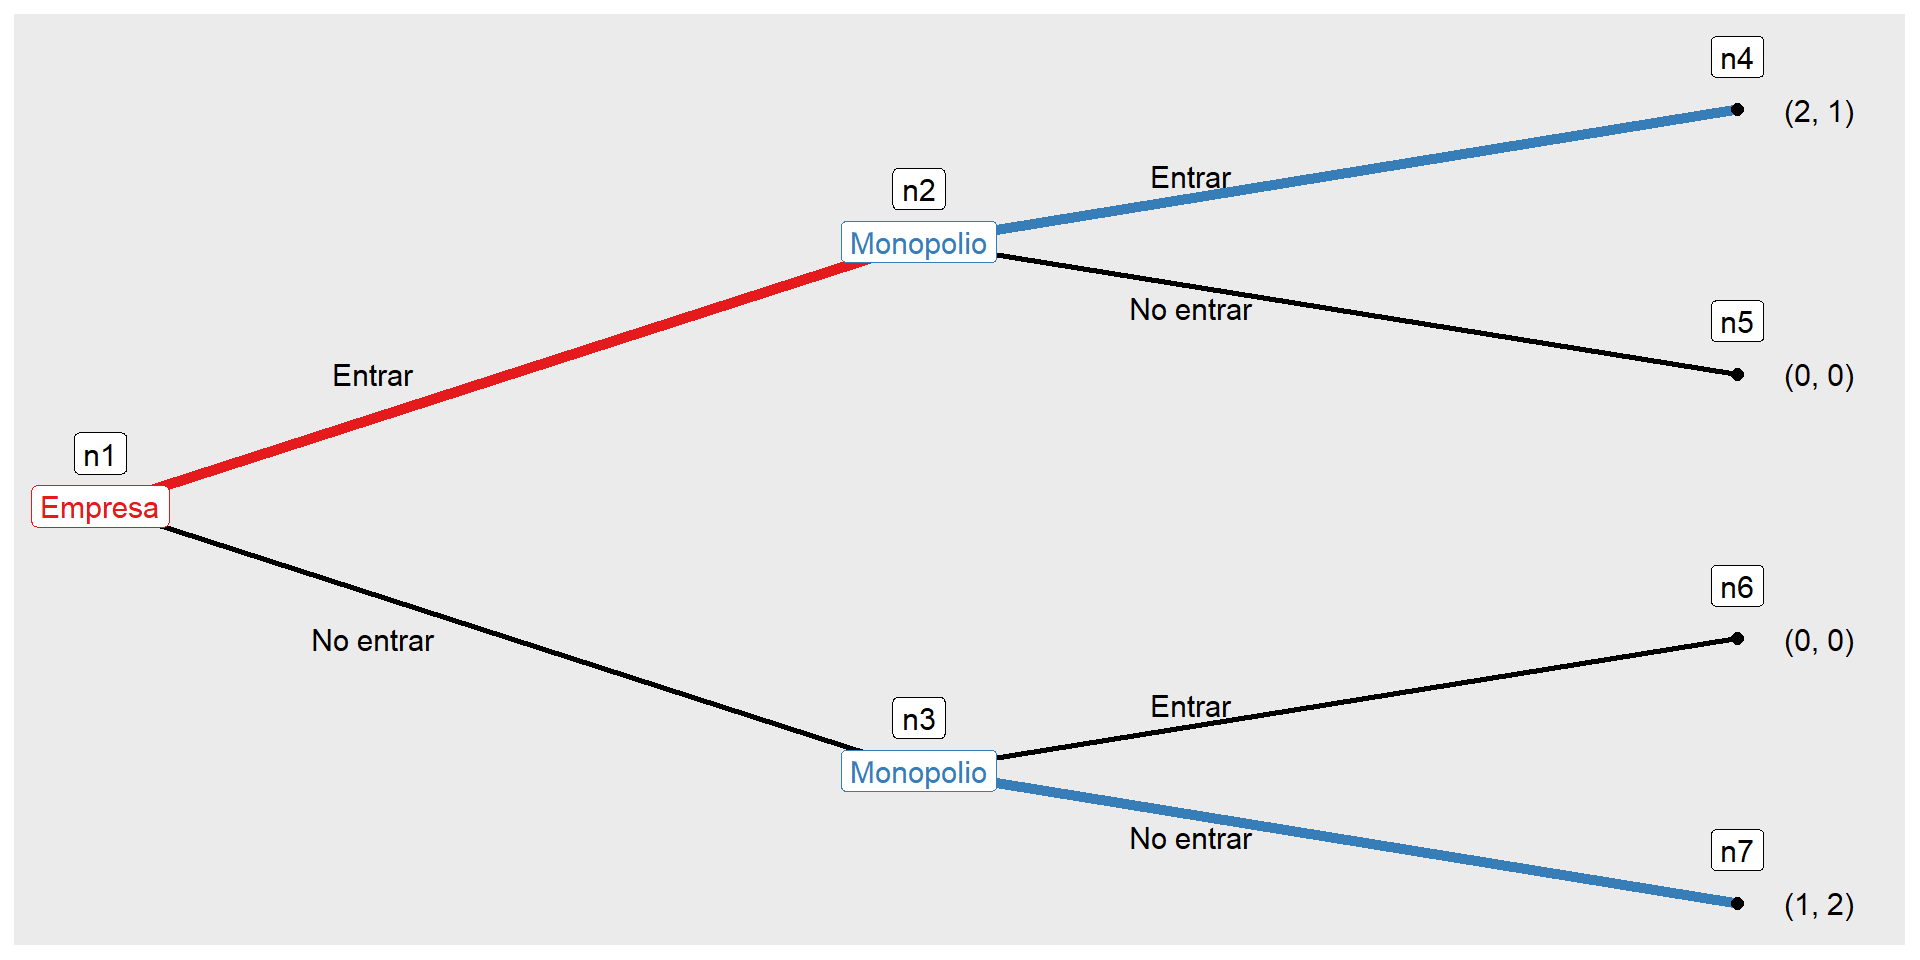 n4
(2, 1)
Entrar
n2
Monopolio
No entrar
n5
(0, 0)
Entrar
n1
Empresa
n6
(0, 0)
No entrar
Entrar
n3
Monopolio
No entrar
n7
(1, 2)